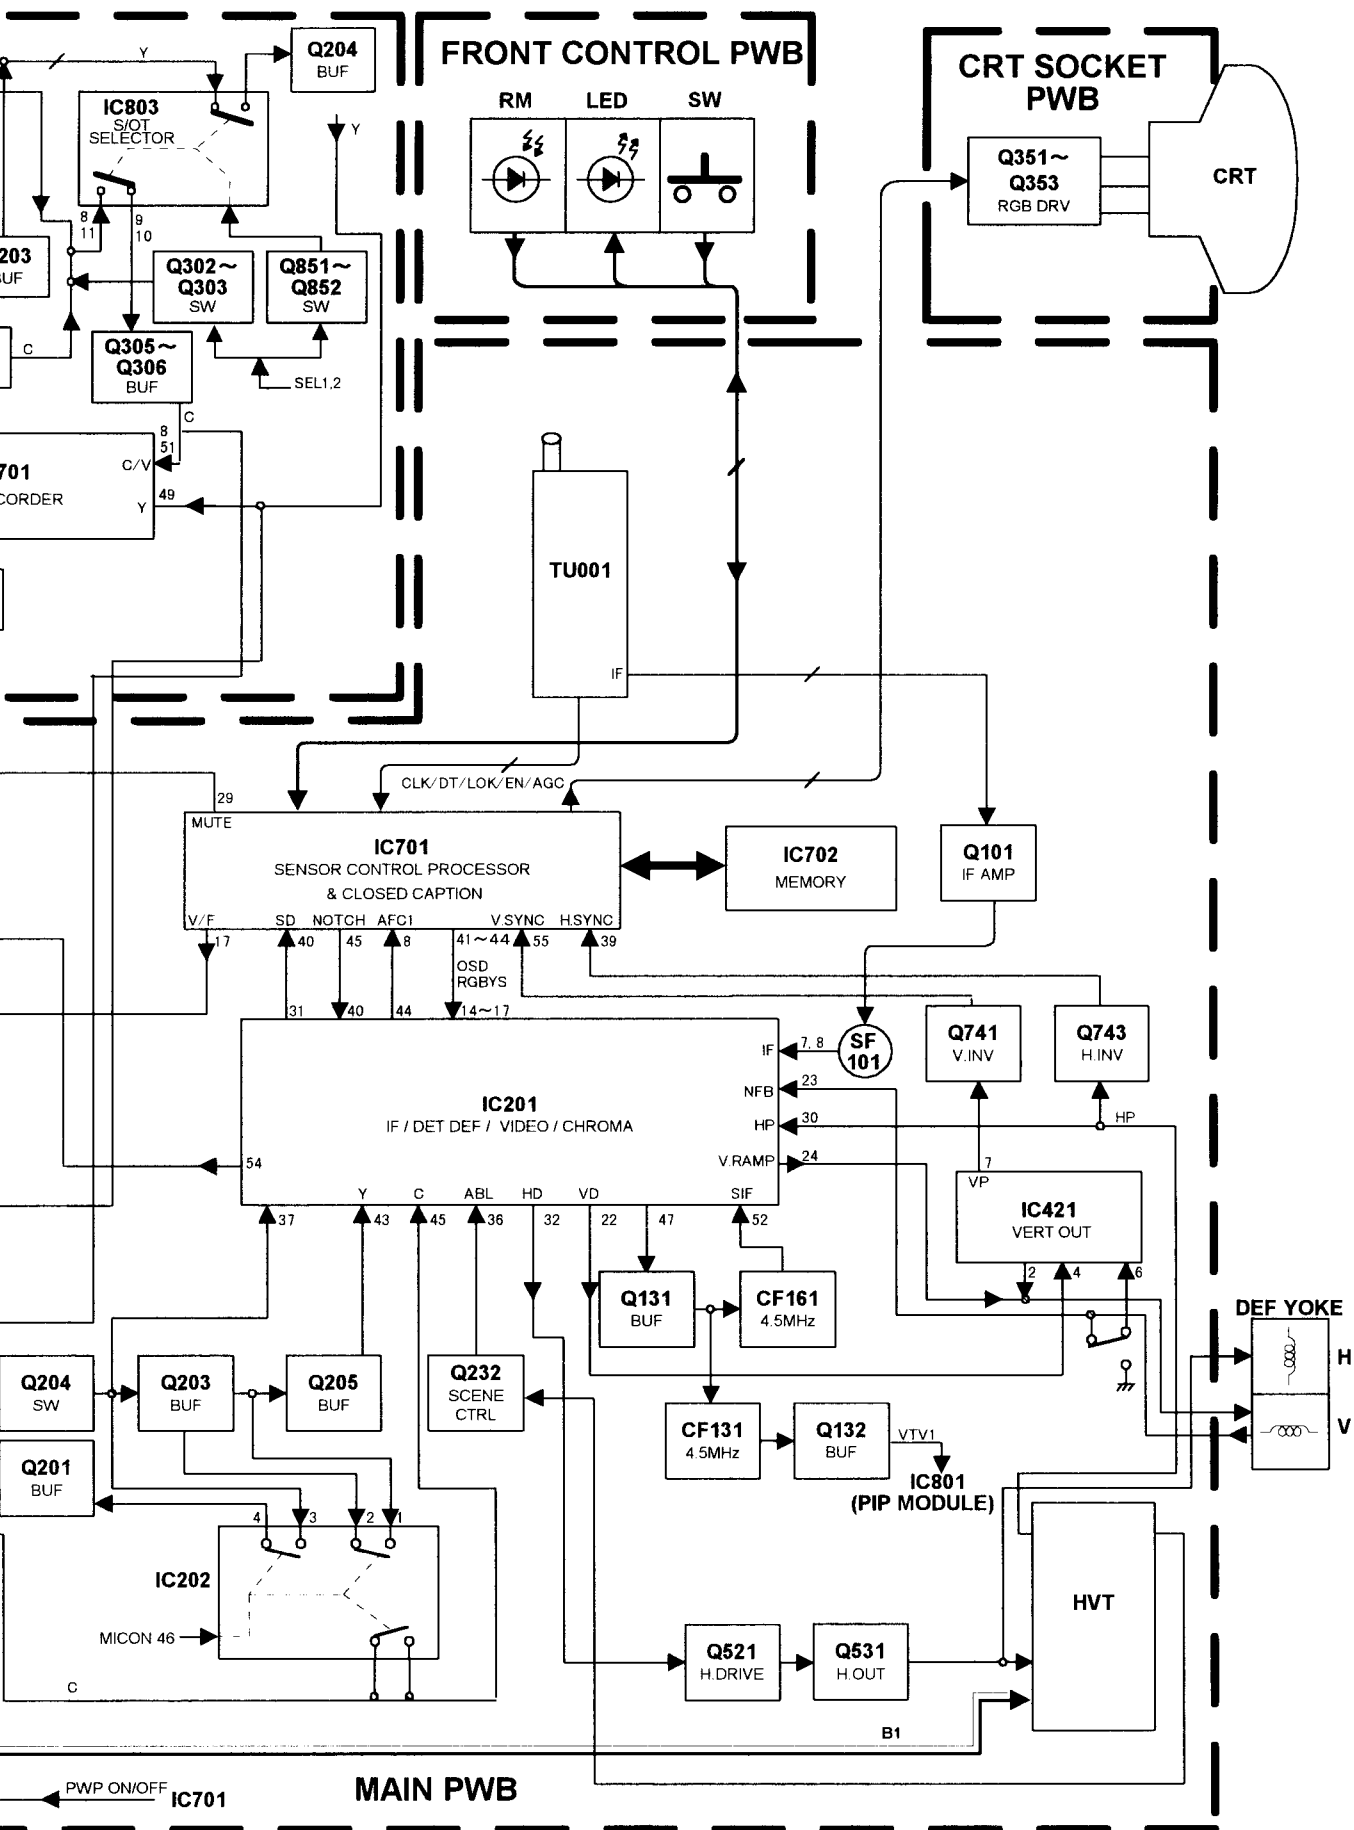 Y
Q204
BUF
IC803
S/OT
SELECTOR
Y
8
11
9
10
203
BUF
Q302～
Q303
SW
Q851～
Q852
SW
C
Q305～
Q306
BUF
SEL1,2
C
8
51
C/V
701
CORDER
49
Y
FRONT CONTROL PWB
RM
LED
SW
CRT SOCKET
PWB
Q351～
Q353
RGB DRV
CRT
TU001
IF
CLK/DT/LOK/EN/AGC
29
MUTE
IC701
SENSOR CONTROL PROCESSOR
& CLOSED CAPTION
V/F
SD
NOTCH
AFC1
V.SYNC
H.SYNC
17
40
45
8
41～44
55
39
OSD
RGBYS
31
40
44
14～17
IC702
MEMORY
Q101
IF AMP
SF
101
Q741
V.INV
Q743
H.INV
IF
7, 8
NFB
23
HP
30
HP
V.RAMP
24
IC201
IF / DET DEF / VIDEO / CHROMA
54
Y
C
ABL
HD
VD
SIF
37
43
45
36
32
22
47
52
7
VP
IC421
VERT OUT
2
4
6
Q131
BUF
CF161
4.5MHz
DEF YOKE
H
V
Q204
SW
Q203
BUF
Q205
BUF
Q232
SCENE
CTRL
CF131
4.5MHz
Q132
BUF
VTV1
IC801
(PIP MODULE)
Q201
BUF
4
3
2
1
IC202
MICON 46
C
HVT
Q521
H.DRIVE
Q531
H.OUT
B1
PWP ON/OFF
IC701
MAIN PWB